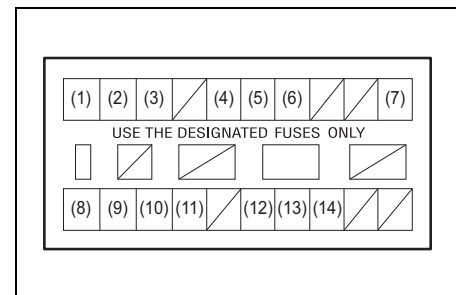 (1) (2) (3) (4) (5) (6) (7)
USE THE DESIGNATED FUSES ONLY
(8) (9) (10) (11) (12) (13) (14)